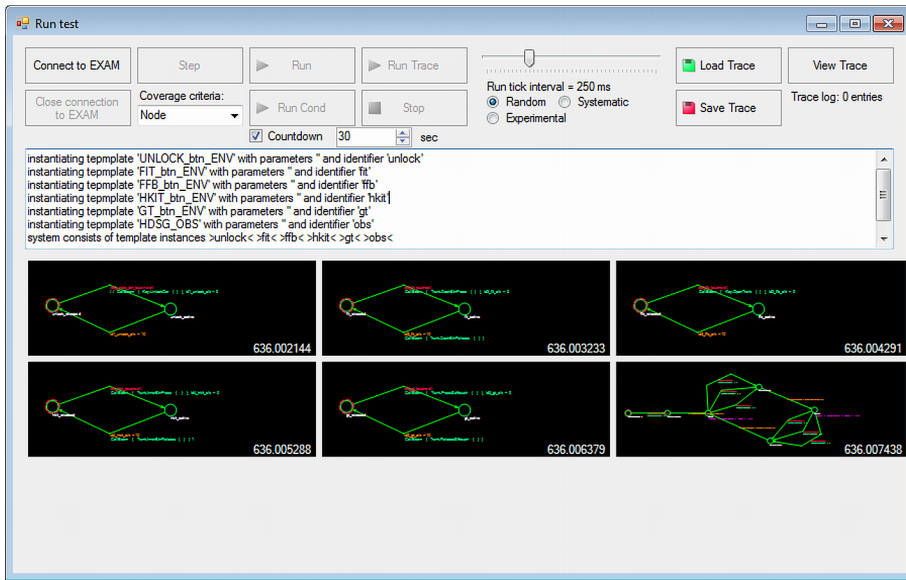 Run test
Connect to EXAM
Step
Run
Run Trace
Load Trace
View Trace
Run tick interval = 250 ms
Close connection
to EXAM
Coverage criteria:
Node
Run Cond
Stop
Random
Systematic
Experimental
Save Trace
Trace log: 0 entries
Countdown
30
sec
instantiating tepmplate 'UNLOCK_btn_ENV' with parameters '' and identifier 'unlock'
instantiating tepmplate 'FIT_btn_ENV' with parameters '' and identifier 'fit'
instantiating tepmplate 'FFB_btn_ENV' with parameters '' and identifier 'ffb'
instantiating tepmplate 'HKIT_btn_ENV' with parameters '' and identifier 'hkit'
instantiating tepmplate 'GT_btn_ENV' with parameters '' and identifier 'gt'
instantiating tepmplate 'HDSG_OBS' with parameters '' and identifier 'obs'
system consists of template instances >unlock< >fit< >ffb< >hkit< >gt< >obs<
636.002144
636.003233
636.004291
636.005288
636.006379
636.007438